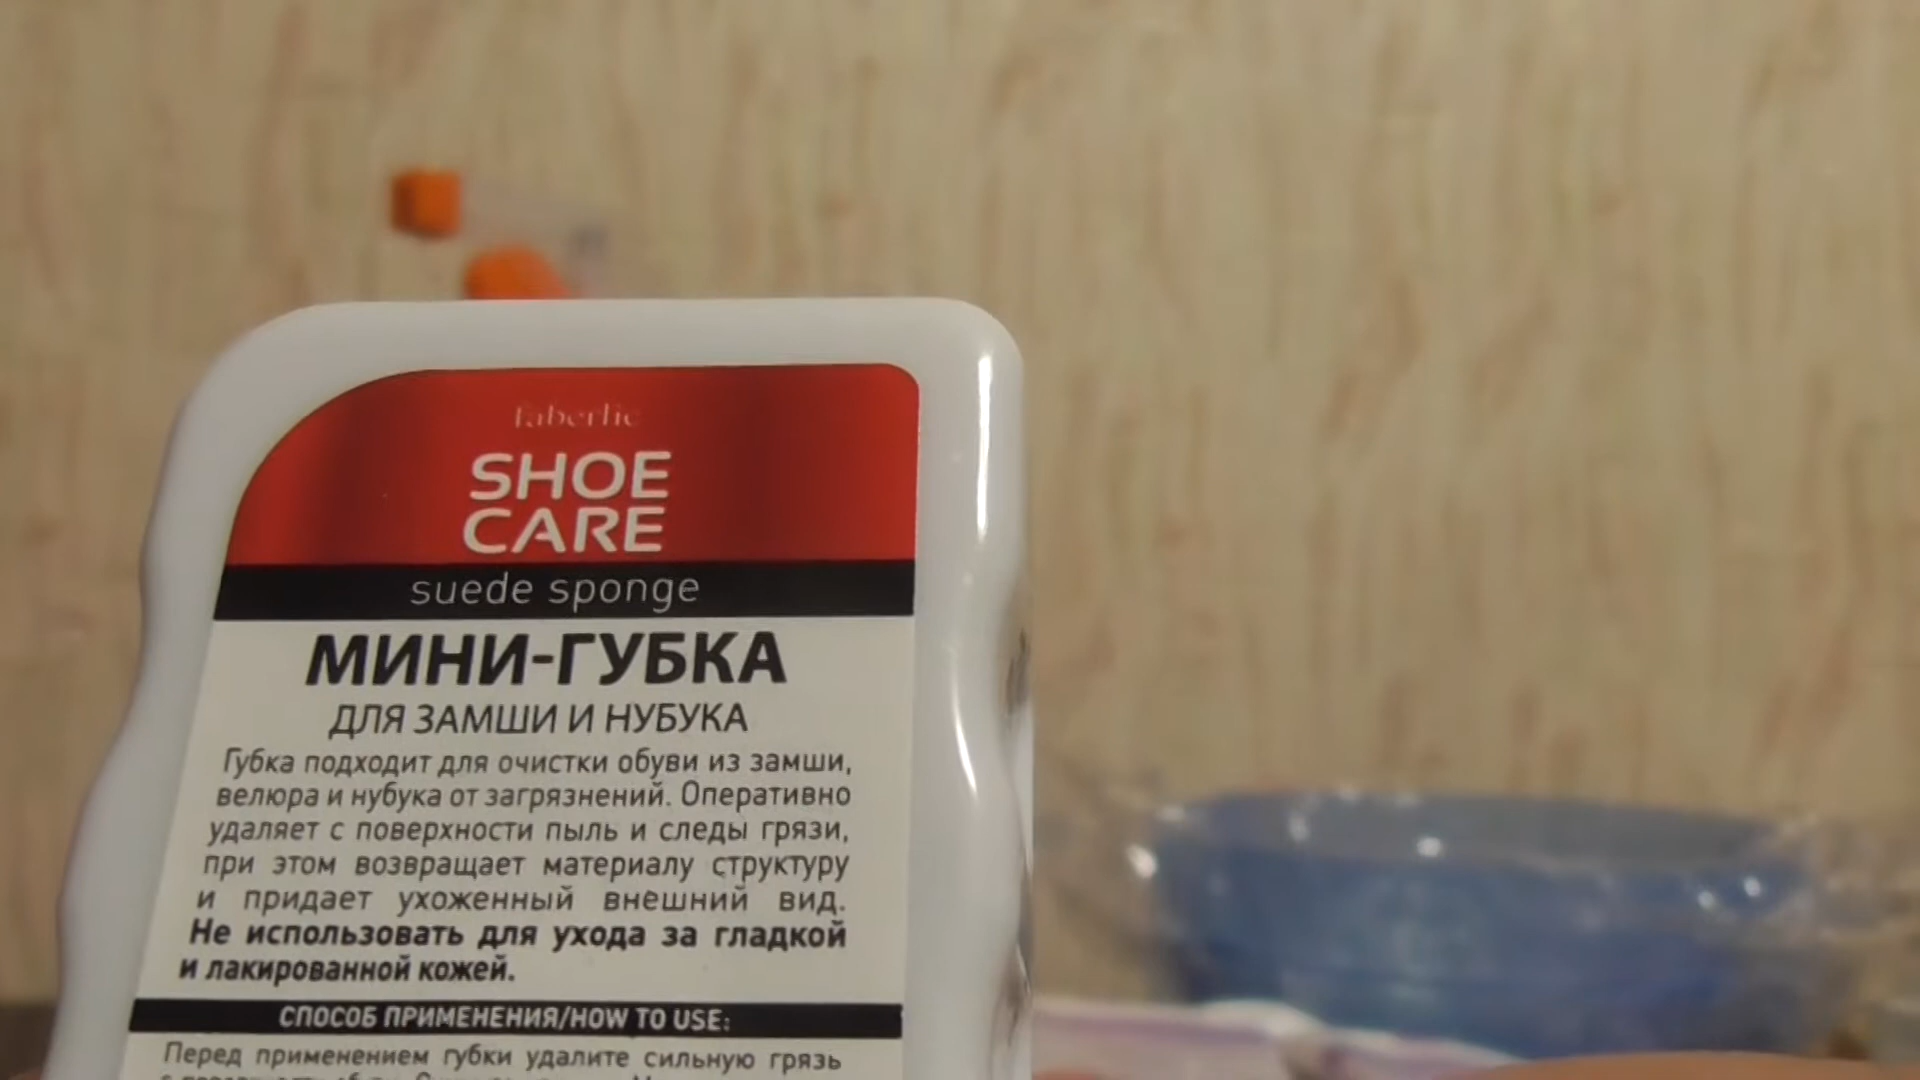 faberlic
SHOE
CARE
suede sponge
МИНИ-ГУБКА
ДЛЯ ЗАМШИ И НУБУКА
Губка подходит для очистки обуви из замши,
велюра и нубука от загрязнений. Оперативно
удаляет с поверхности пыль и следы грязи,
при этом возвращает материалу структуру
и придает ухоженный внешний вид.
Не использовать для ухода за гладкой
и лакированной кожей.
СПОСОБ ПРИМЕНЕНИЯ/HOW TO USE:
Перед применением губки удалите сильную грязь